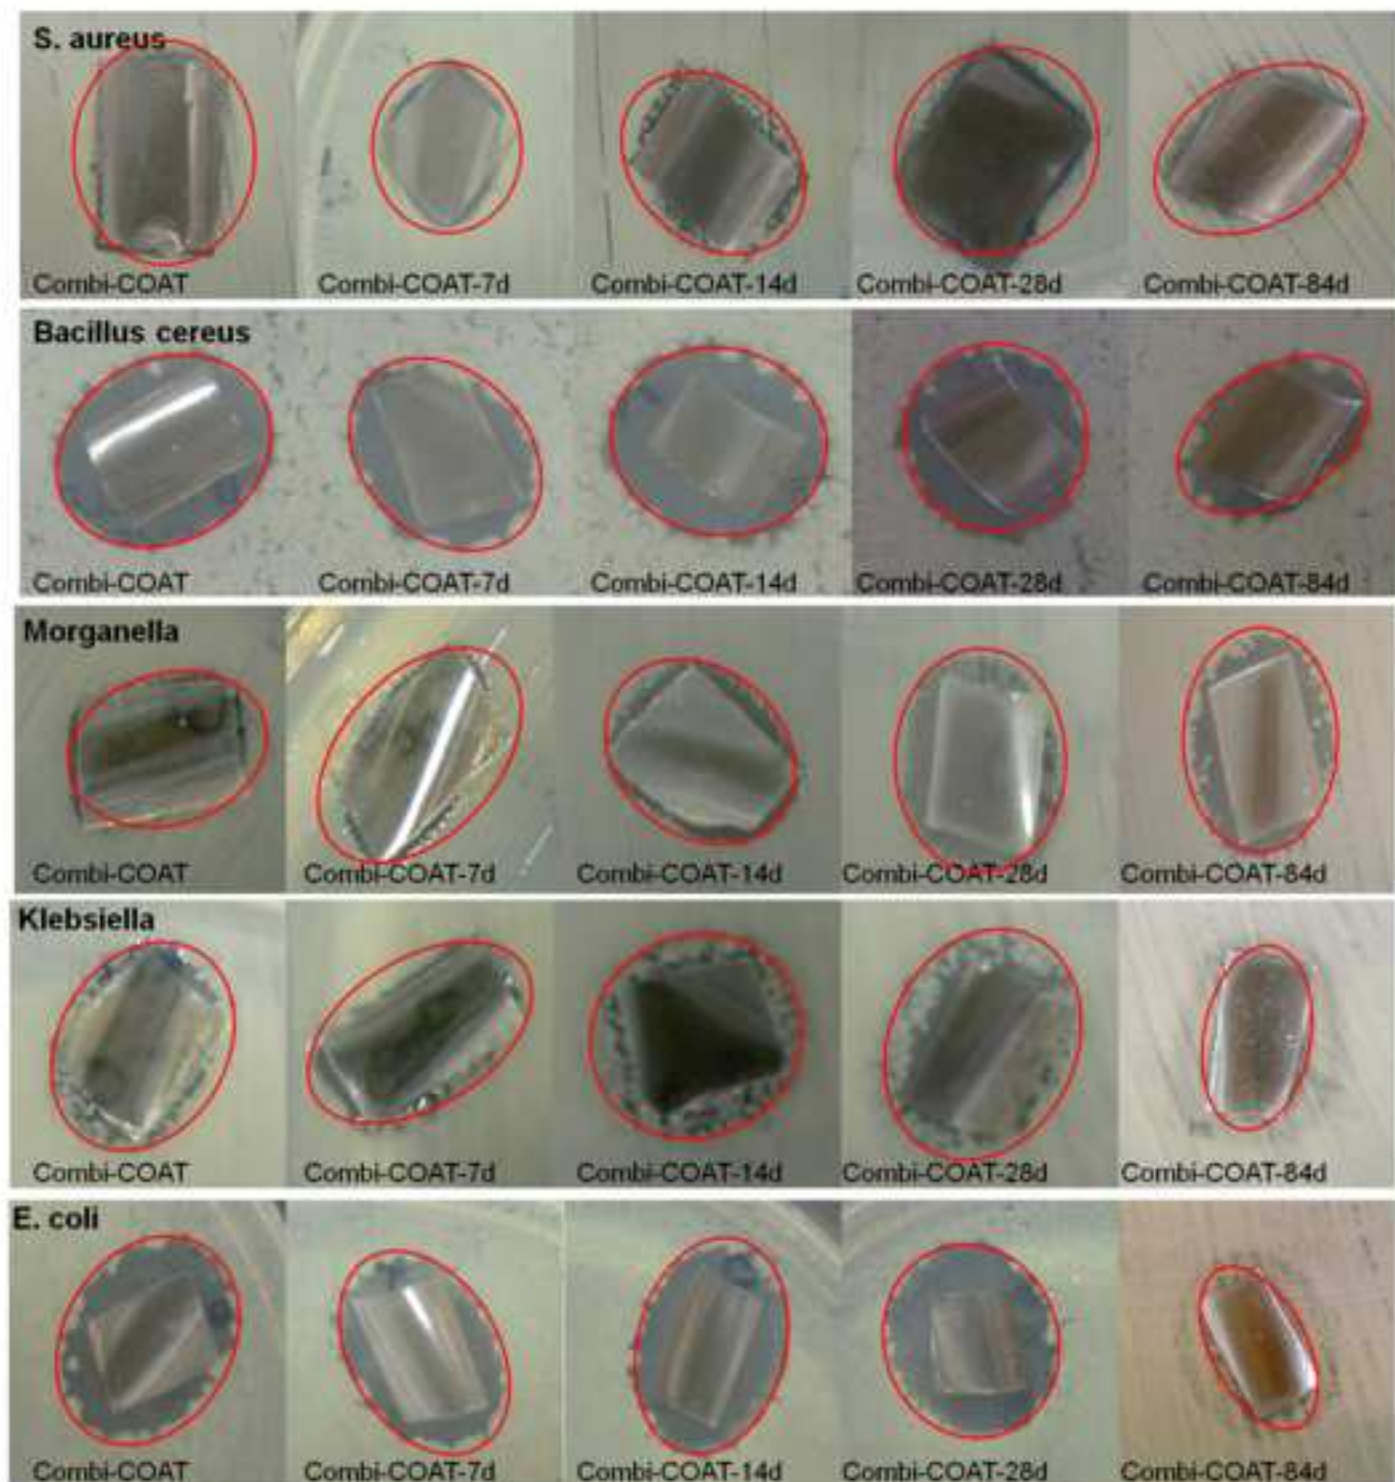 S. aureus
Combi-COAT
Combi-COAT-7d
Combi-COAT-14d
Combi-COAT-28d
Combi-COAT-84d
Bacillus cereus
Combi-COAT
Combi-COAT-7d
Combi-COAT-14d
Combi-COAT-28d
Combi-COAT-84d
Morganella
Combi-COAT
Combi-COAT-7d
Combi-COAT-14d
Combi-COAT-28d
Combi-COAT-84d
Klebsiella
Combi-COAT
Combi-COAT-7d
Combi-COAT-14d
Combi-COAT-28d
Combi-COAT-84d
E. coli
Combi-COAT
Combi-COAT-7d
Combi-COAT-14d
Combi-COAT-28d
Combi-COAT-84d